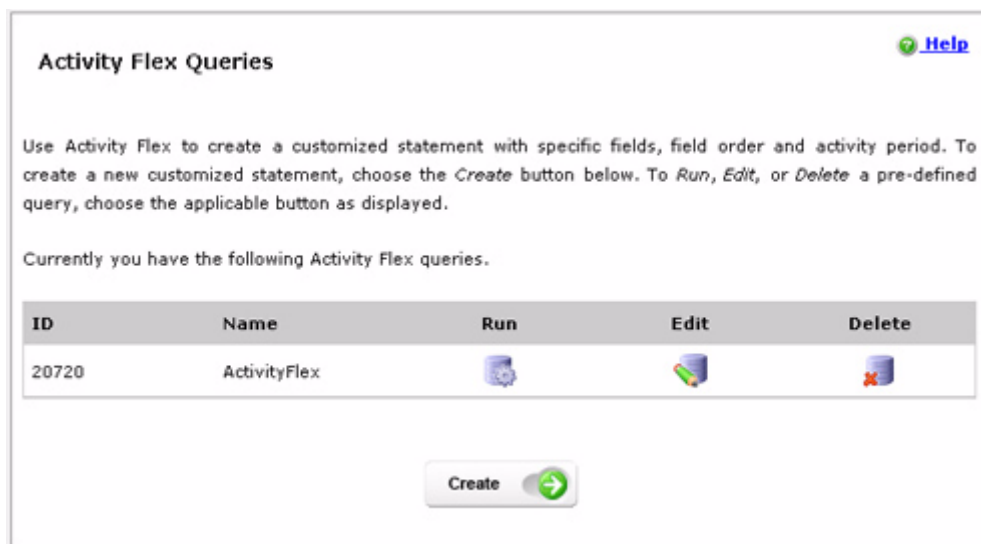 Help
Activity Flex Queries
Use Activity Flex to create a customized statement with specific fields, field order and activity period. To
create a new customized statement, choose the Create button below. To Run, Edit, or Delete a pre-defined
query, choose the applicable button as displayed.
Currently you have the following Activity Flex queries.
ID Name Run Edit Delete
20720 ActivityFlex
Create